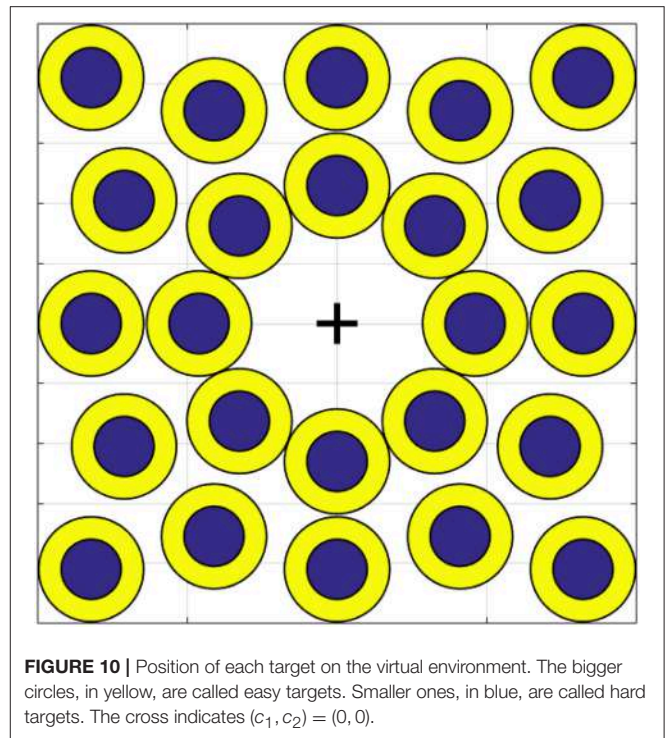 FIGURE 10 | Position of each target on the virtual environment. The bigger
circles, in yellow, are called easy targets. Smaller ones, in blue, are called hard
targets. The cross indicates (c₁, c₂) = (0, 0).